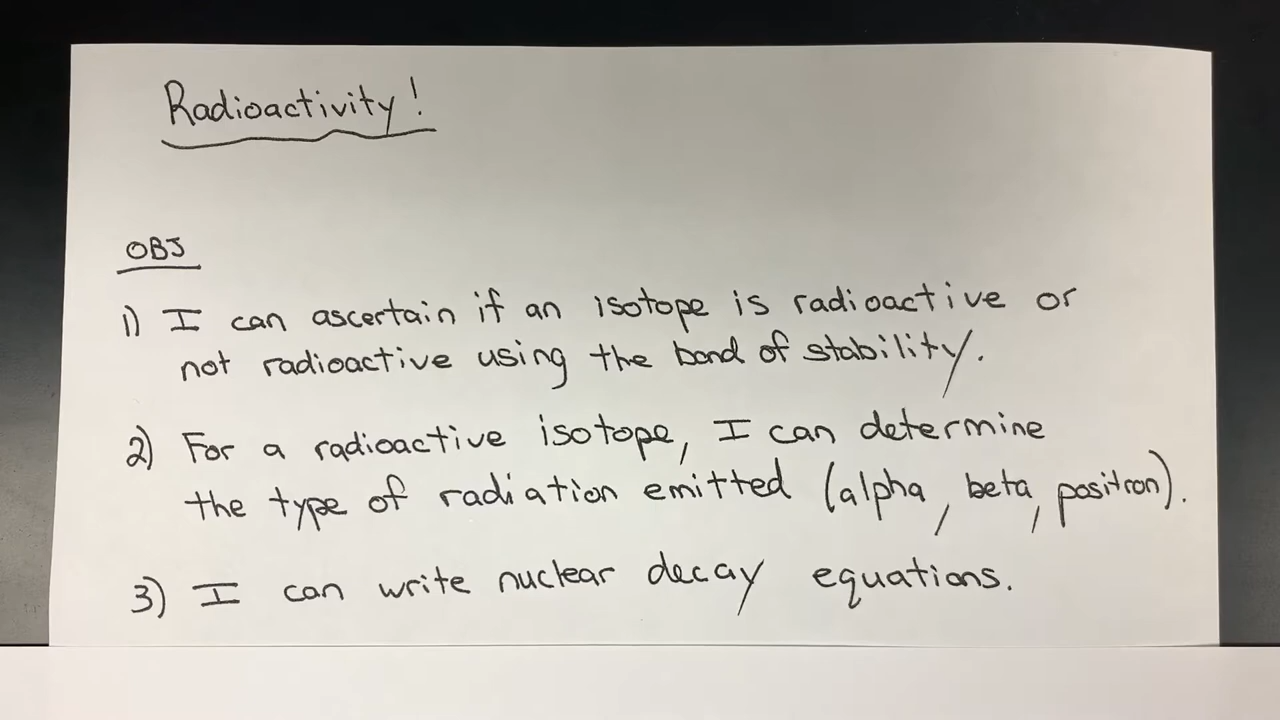 Radioactivity!
OBJ
1) I can ascertain if an isotope is radioactive or
not radioactive using the band of stability.
2) For a radioactive isotope, I can determine
the type of radiation emitted (alpha, beta, positron).
3) I can write nuclear decay equations.